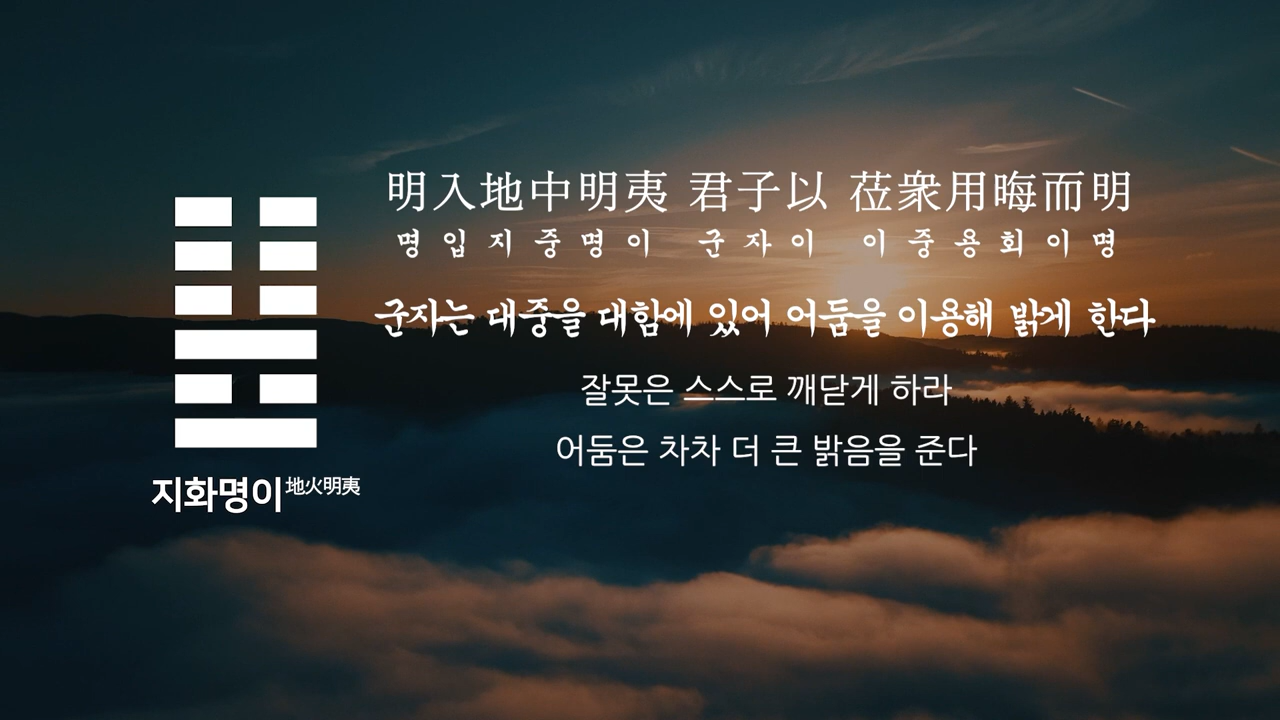 明入地中明夷 君子以 莅衆用晦而明
명입지중명이 군자이 이중용회이명
군자는 대중을 대함에 있어 어둠을 이용해 밝게 한다
잘못은 스스로 깨닫게 하라
어둠은 차차 더 큰 밝음을 준다
지화명이 地火明夷